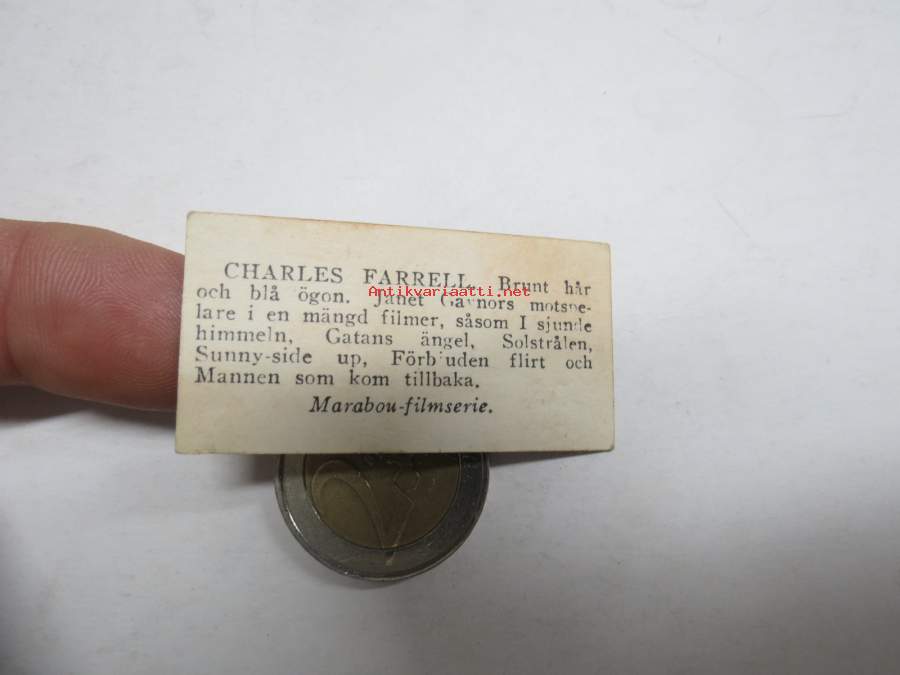 CHARLES FARRELL. Brunt hår
och blå ögon. Janet Gaynors motspe-
lare i en mängd filmer, såsom I sjunde
himmeln, Gatans ängel, Solstrålen,
Sunny-side up, Förbjuden flirt och
Mannen som kom tillbaka.
Marabou-filmserie.
Antikvariaatti.net
2